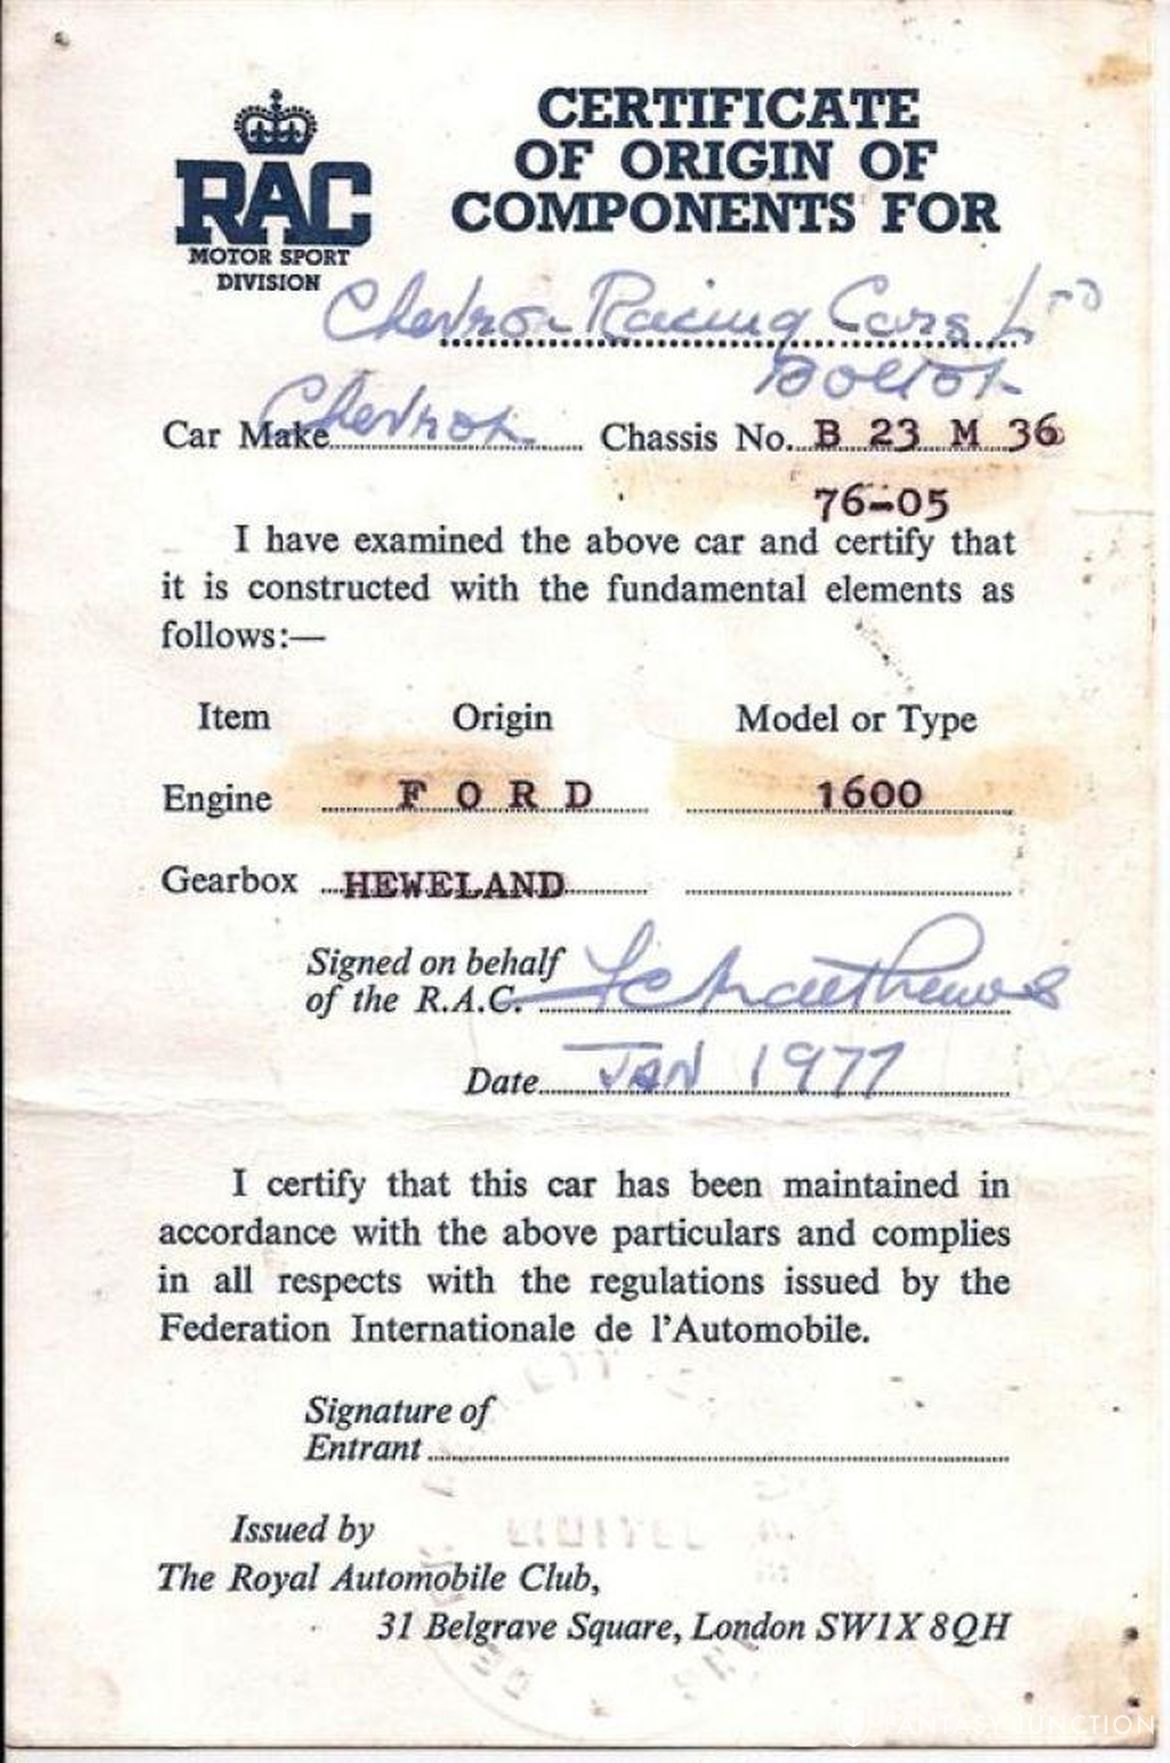 RAC
MOTOR SPORT
DIVISION
CERTIFICATE
OF ORIGIN OF
COMPONENTS FOR
Chevron Racing Cars LTD
Bolton
Car Make Chevron Chassis No. B 23 M 36
76-05
I have examined the above car and certify that
it is constructed with the fundamental elements as
follows:—
Item Origin Model or Type
Engine FORD 1600
Gearbox HEWELAND
Signed on behalf
of the R.A.C.
Date JAN 1977
I certify that this car has been maintained in
accordance with the above particulars and complies
in all respects with the regulations issued by the
Federation Internationale de l'Automobile.
Signature of
Entrant
Issued by
The Royal Automobile Club,
31 Belgrave Square, London SW1X 8QH
FANTASY JUNCTION